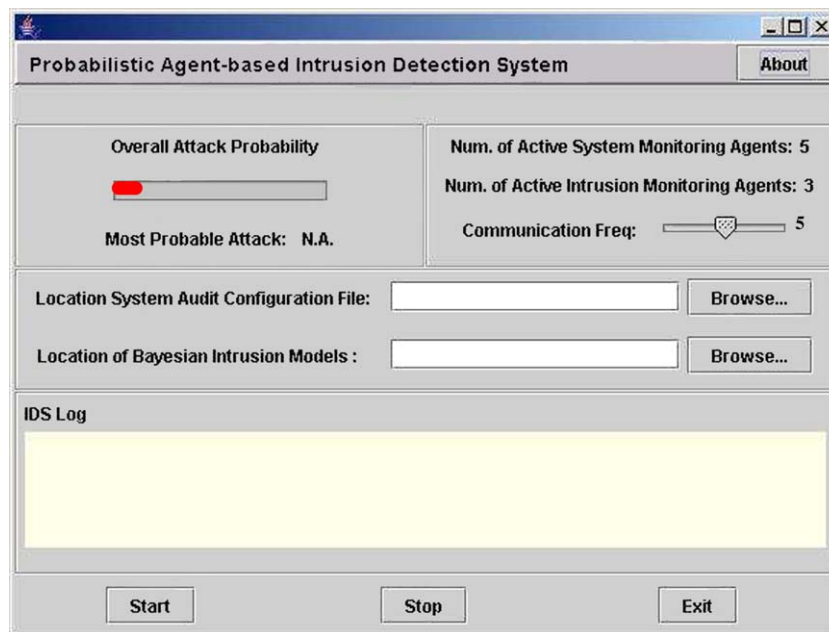 Probabilistic Agent-based Intrusion Detection System
About
Overall Attack Probability
Most Probable Attack: N.A.
Num. of Active System Monitoring Agents: 5
Num. of Active Intrusion Monitoring Agents: 3
Communication Freq: 5
Location System Audit Configuration File:
Browse...
Location of Bayesian Intrusion Models :
Browse...
IDS Log
Start
Stop
Exit